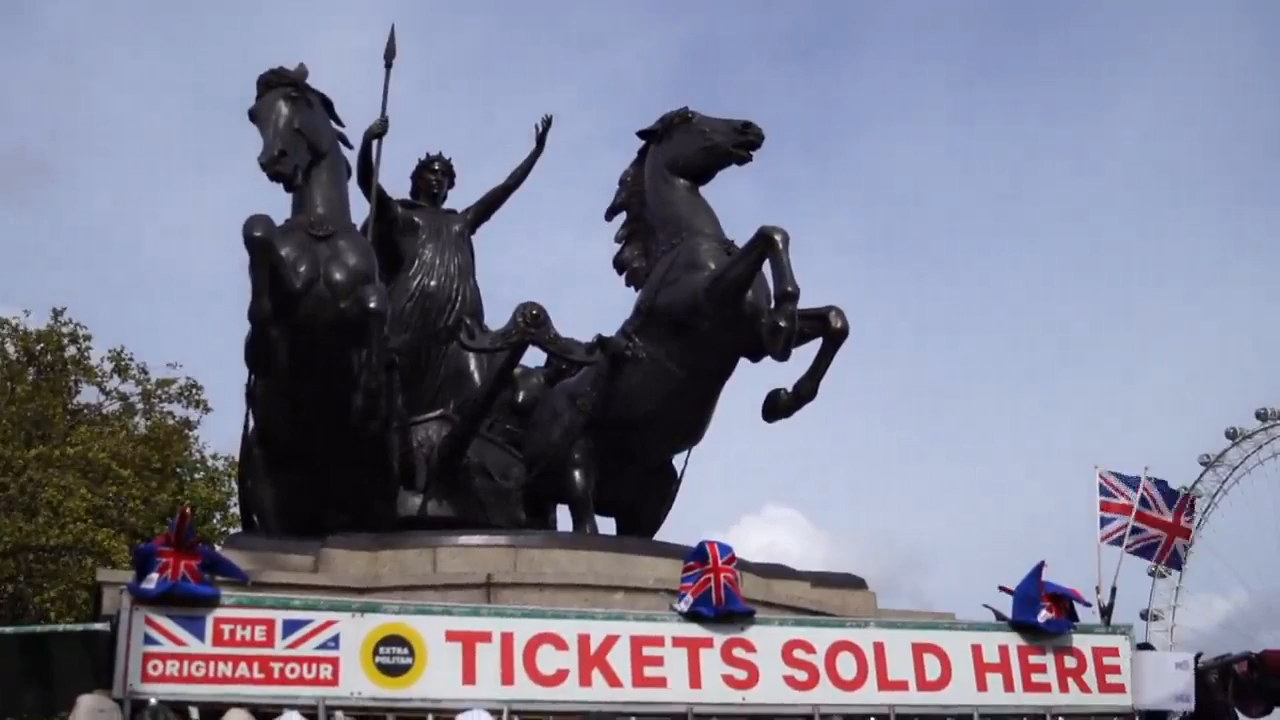 THE
ORIGINAL TOUR
EXTRA
POLITAN
TICKETS SOLD HERE